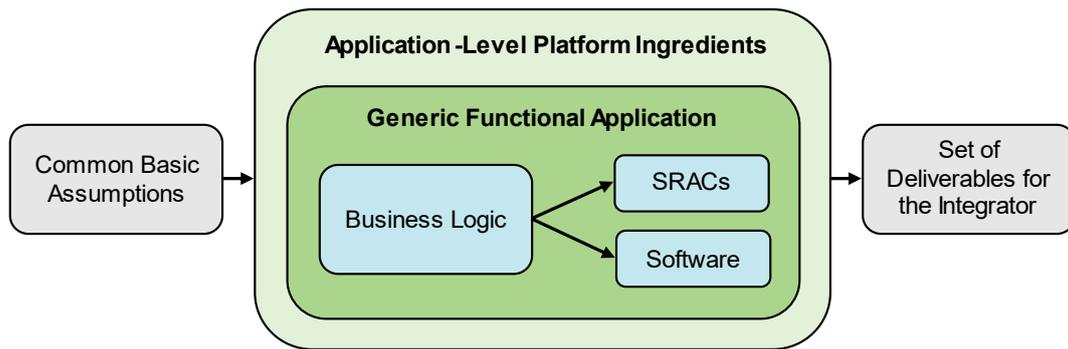 Application-Level Platform Ingredients
Generic Functional Application
Common Basic
Assumptions
Business Logic
SRACs
Software
Set of
Deliverables for
the Integrator